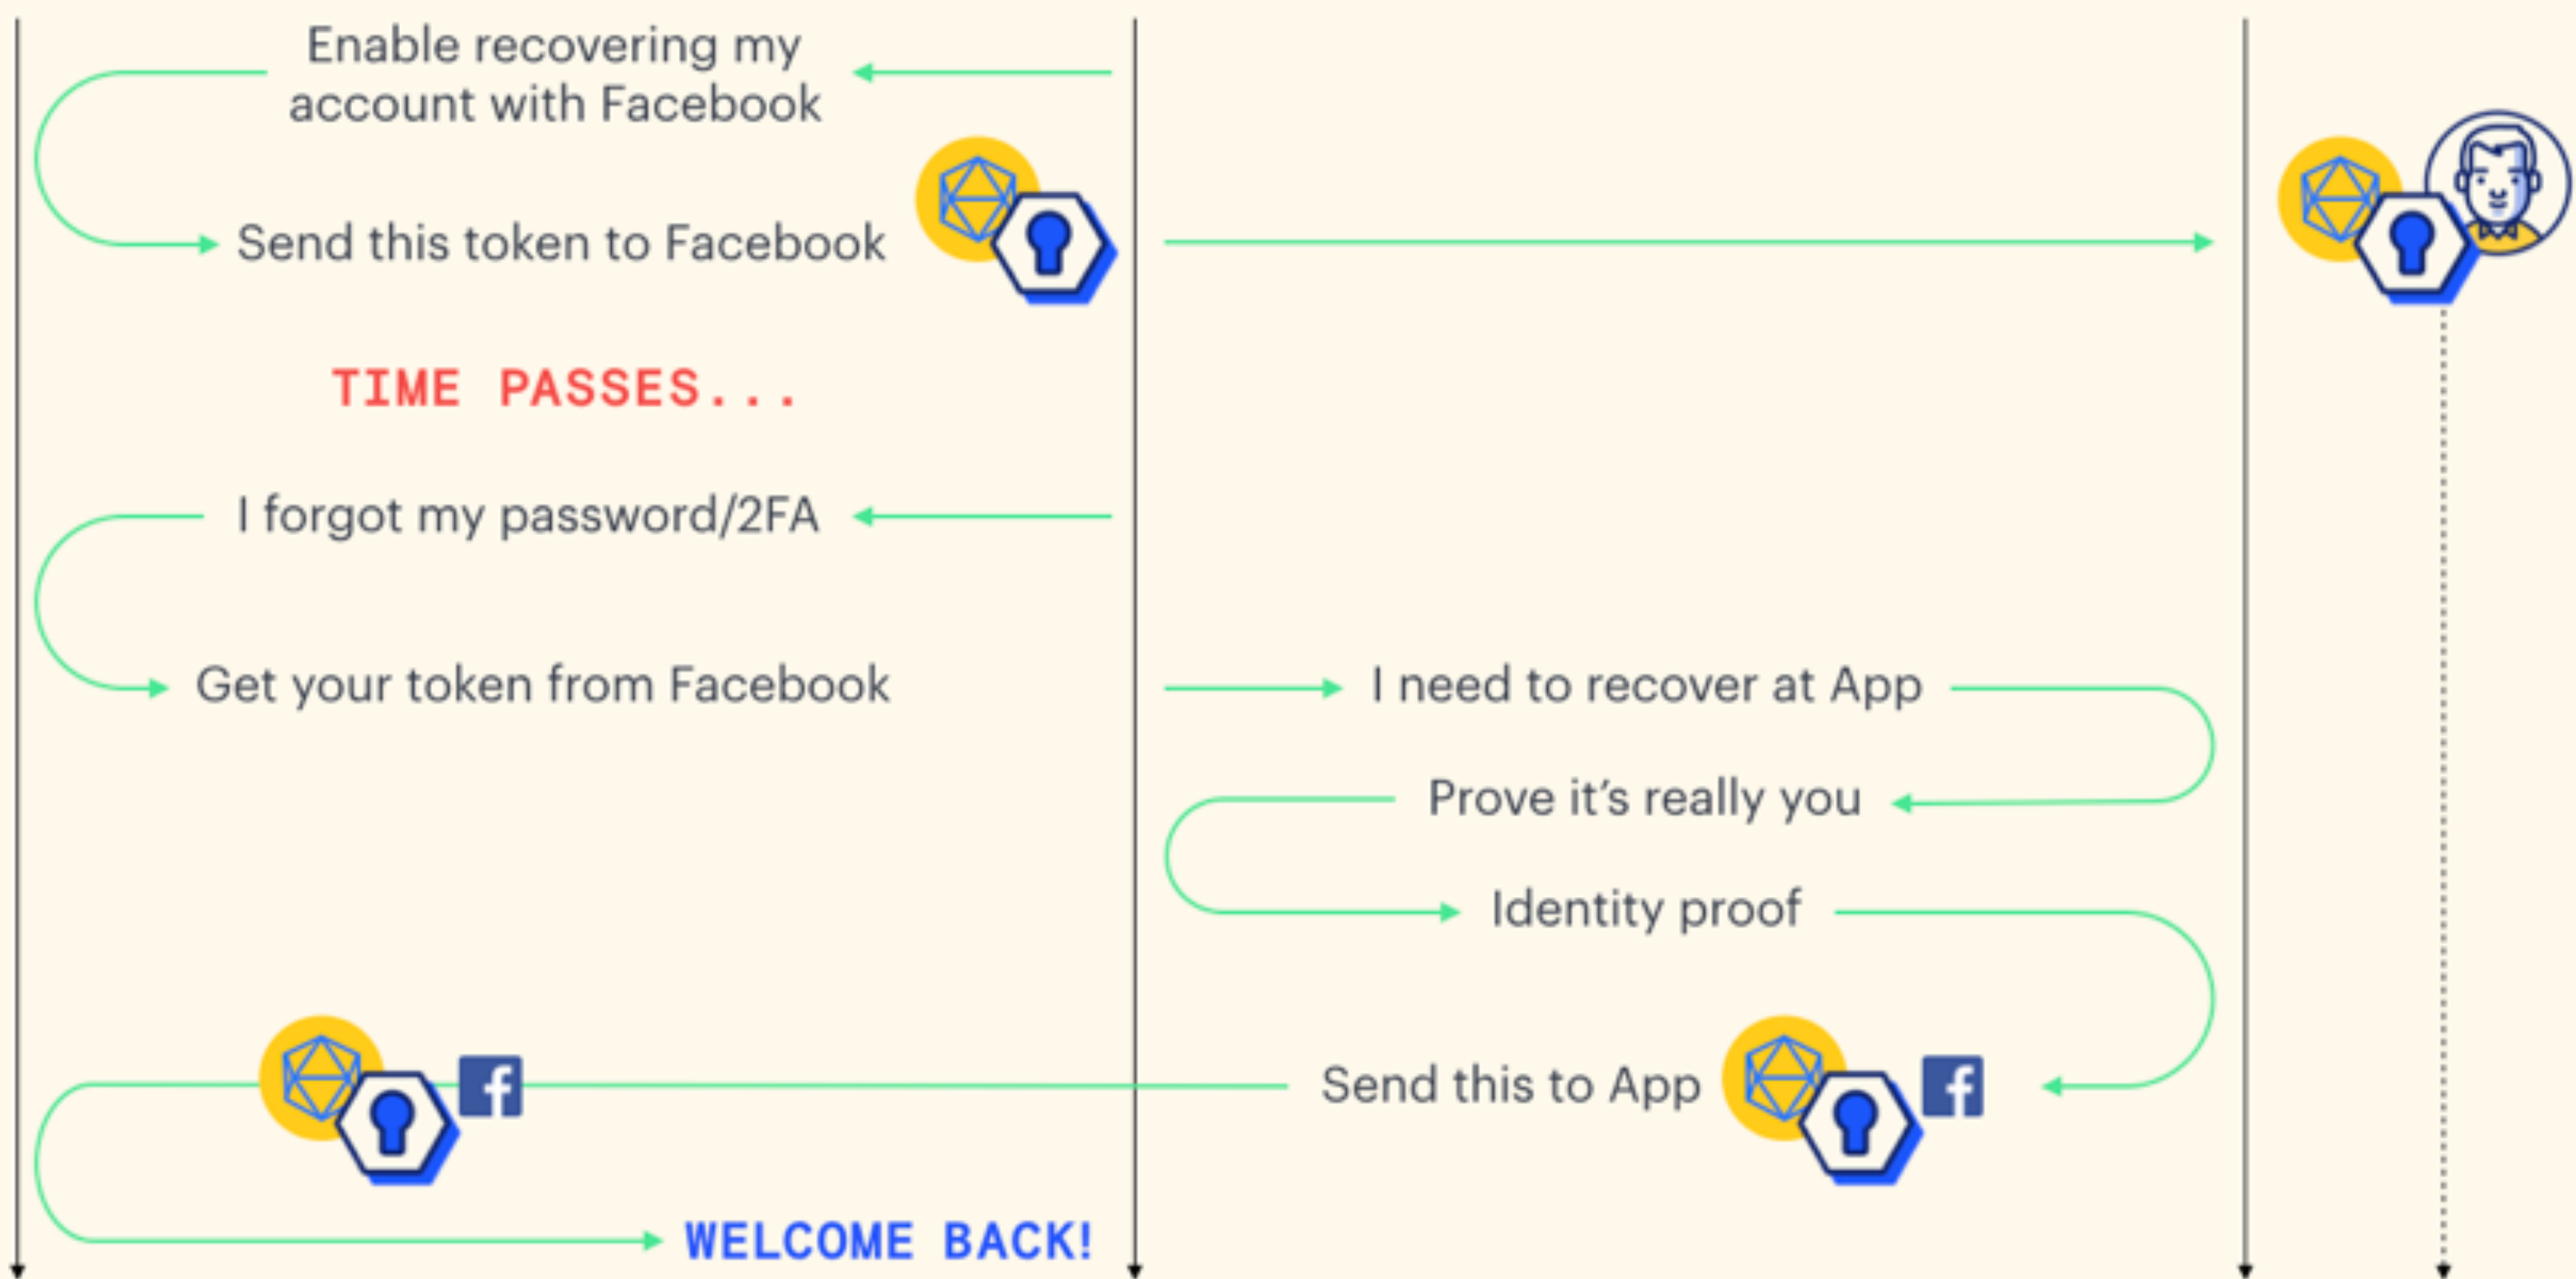 Enable recovering my
account with Facebook
Send this token to Facebook
TIME PASSES...
I forgot my password/2FA
Get your token from Facebook
I need to recover at App
Prove it's really you
Identity proof
Send this to App
WELCOME BACK!